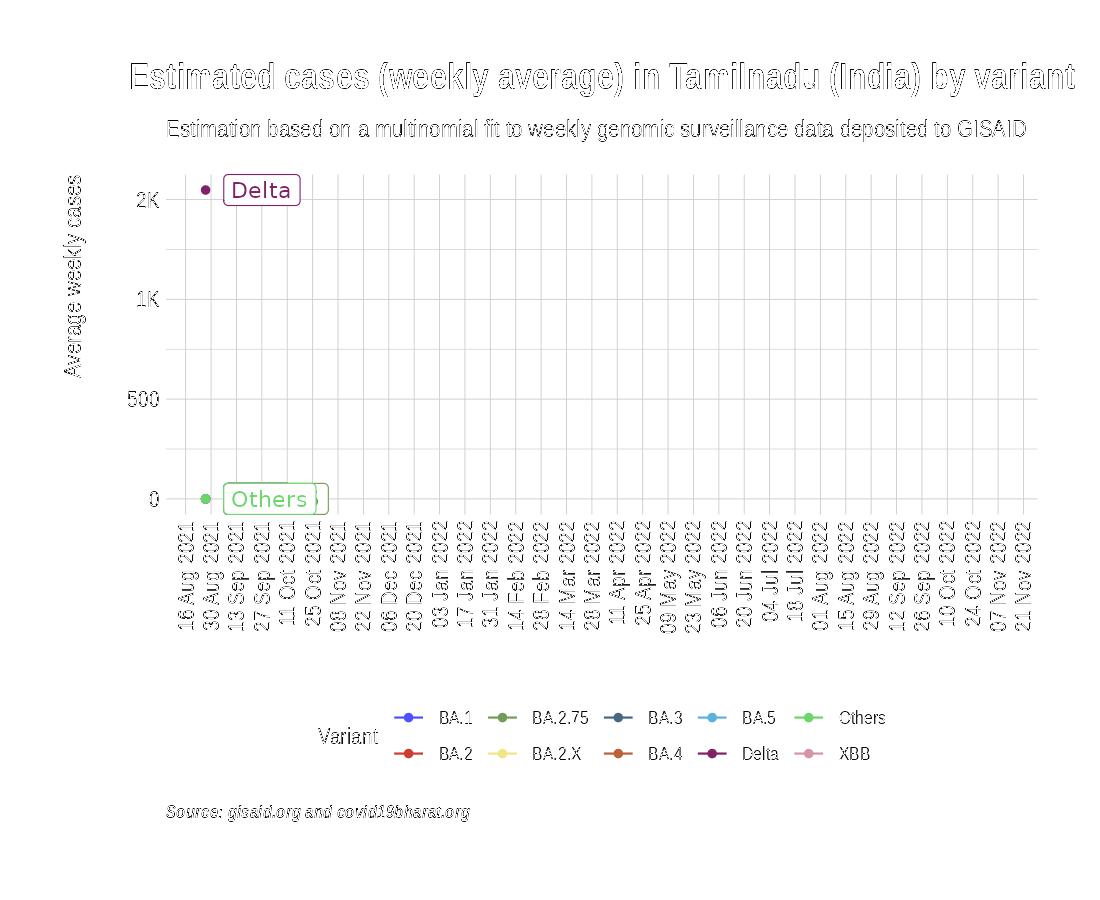 Estimated cases (weekly average) in Tamilnadu (India) by variant
Estimation based on a multinomial fit to weekly genomic surveillance data deposited to GISAID
Average weekly cases
2K
1K
500
0
Delta
Others
16 Aug 2021
30 Aug 2021
13 Sep 2021
27 Sep 2021
11 Oct 2021
25 Oct 2021
08 Nov 2021
22 Nov 2021
06 Dec 2021
20 Dec 2021
03 Jan 2022
17 Jan 2022
31 Jan 2022
14 Feb 2022
28 Feb 2022
14 Mar 2022
28 Mar 2022
11 Apr 2022
25 Apr 2022
09 May 2022
23 May 2022
06 Jun 2022
20 Jun 2022
04 Jul 2022
18 Jul 2022
01 Aug 2022
15 Aug 2022
29 Aug 2022
12 Sep 2022
26 Sep 2022
10 Oct 2022
24 Oct 2022
07 Nov 2022
21 Nov 2022
Variant
BA.1 BA.2.75 BA.3 BA.5 Others
BA.2 BA.2.X BA.4 Delta XBB
Source: gisaid.org and covid19bharat.org